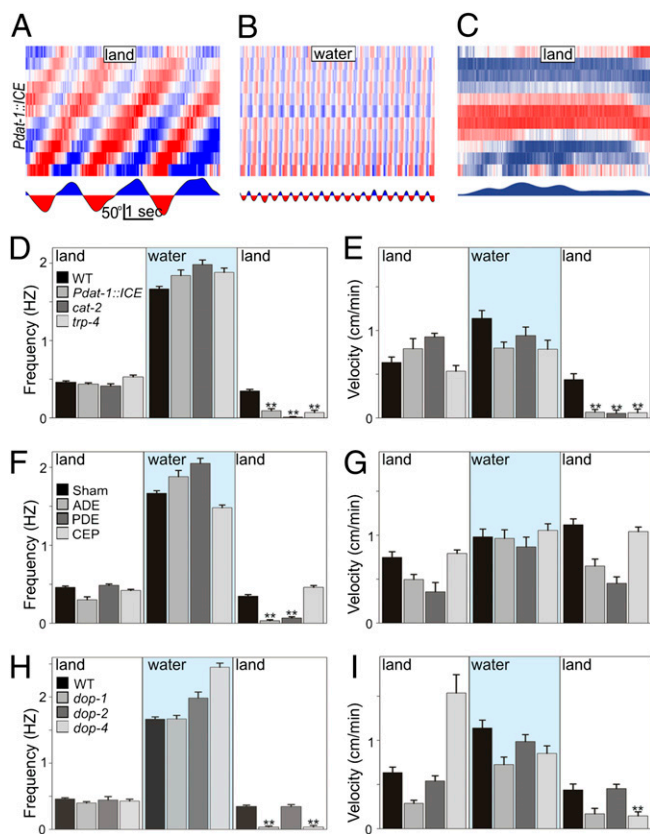 A
B
C
land
water
land
Pdat-1::ICE
50° 1 sec
D
E
land
water
land
land
water
land
2
1
0
Frequency (HZ)
WT
Pdat-1::ICE
cat-2
trp-4
** ** **
1
0
Velocity (cm/min)
** ** **
F
G
land
water
land
land
water
land
2
1
0
Frequency (HZ)
Sham
ADE
PDE
CEP
** **
1
0
Velocity (cm/min)
H
I
land
water
land
land
water
land
2
1
0
Frequency (HZ)
WT
dop-1
dop-2
dop-4
** **
1
0
Velocity (cm/min)
**